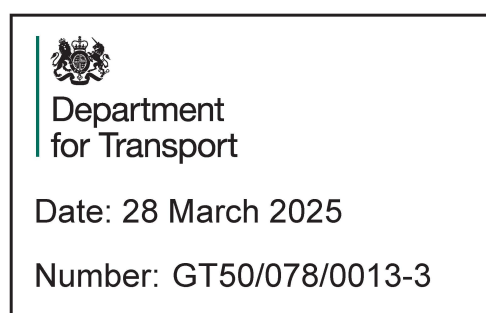 Department
for Transport
Date: 28 March 2025
Number: GT50/078/0013-3